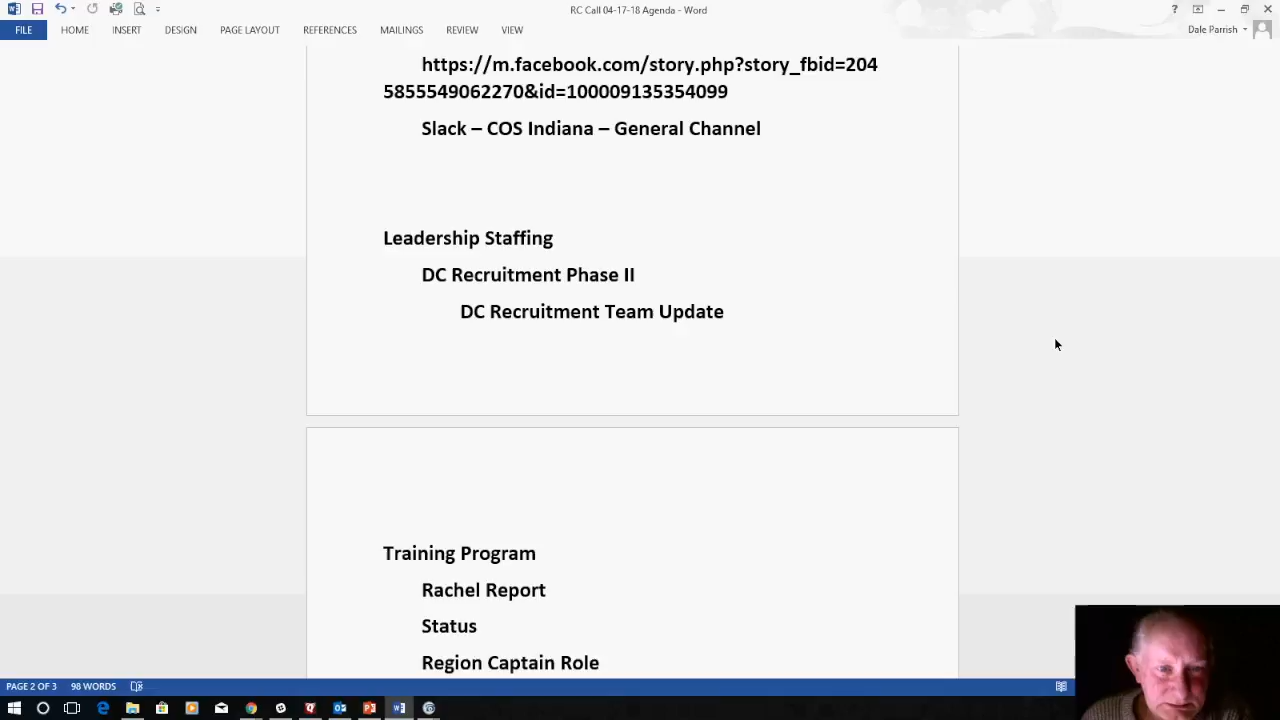 RC Call 04-17-18 Agenda - Word
FILE HOME INSERT DESIGN PAGE LAYOUT REFERENCES MAILINGS REVIEW VIEW
Dale Parrish
https://m.facebook.com/story.php?story_fbid=204
5855549062270&id=100009135354099
Slack – COS Indiana – General Channel
Leadership Staffing
DC Recruitment Phase II
DC Recruitment Team Update
Training Program
Rachel Report
Status
Region Captain Role
PAGE 2 OF 3 98 WORDS